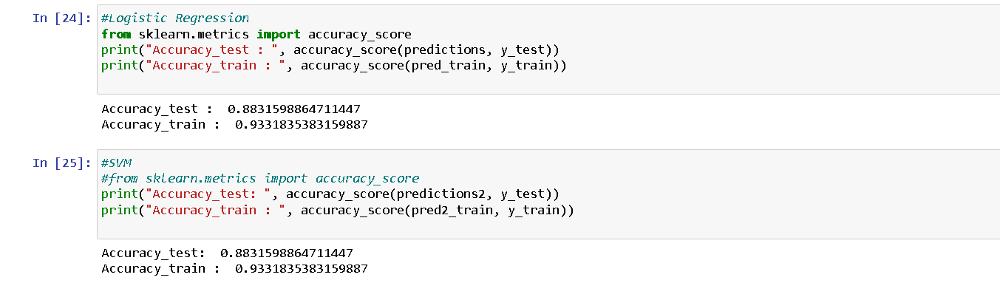 In [24]: #Logistic Regression
from sklearn.metrics import accuracy_score
print("Accuracy_test : ", accuracy_score(predictions, y_test))
print("Accuracy_train : ", accuracy_score(pred_train, y_train))
Accuracy_test :  0.8831598864711447
Accuracy_train :  0.9331835383159887
In [25]: #SVM
#from sklearn.metrics import accuracy_score
print("Accuracy_test: ", accuracy_score(predictions2, y_test))
print("Accuracy_train : ", accuracy_score(pred2_train, y_train))
Accuracy_test:  0.8831598864711447
Accuracy_train :  0.9331835383159887